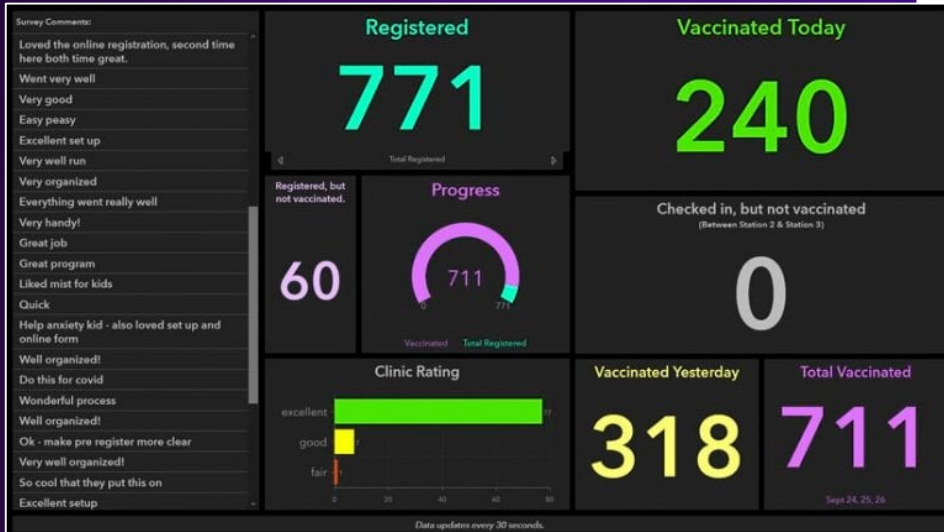 Survey Comments:
Loved the online registration, second time
here both time great.
Went very well
Very good
Easy peasy
Excellent set up
Very well run
Very organized
Everything went really well
Very handy!
Great job
Great program
Liked mist for kids
Quick
Help anxiety kid - also loved set up and
online form
Well organized!
Do this for covid
Wonderful process
Well organized!
Ok - make pre register more clear
Very well organized!
So cool that they put this on
Excellent setup
Registered
771
Total Registered
Vaccinated Today
240
Registered, but
not vaccinated.
60
Progress
711
0
771
Vaccinated Total Registered
Checked in, but not vaccinated
(Between Station 2 & Station 3)
0
Clinic Rating
excellent 77
good
fair
0 20 40 60 80
Vaccinated Yesterday
318
Total Vaccinated
711
Sept 24, 25, 26
Data updates every 30 seconds.